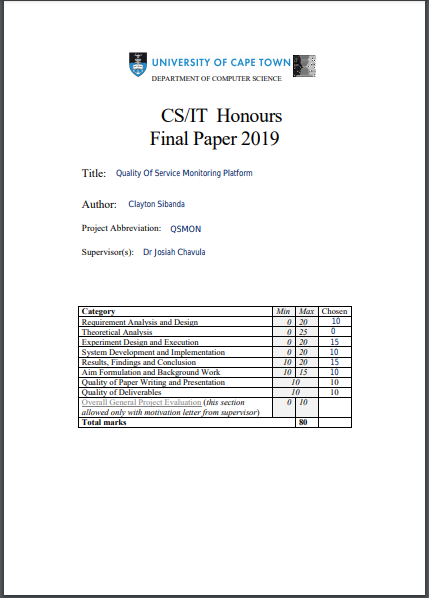 UNIVERSITY OF CAPE TOWN
DEPARTMENT OF COMPUTER SCIENCE
CS/IT Honours
Final Paper 2019
Title: Quality Of Service Monitoring Platform
Author: Clayton Sibanda
Project Abbreviation: QSMON
Supervisor(s): Dr Josiah Chavula
Category Min Max Chosen
Requirement Analysis and Design 0 20 10
Theoretical Analysis 0 25 0
Experiment Design and Execution 0 20 15
System Development and Implementation 0 20 10
Results, Findings and Conclusion 10 20 15
Aim Formulation and Background Work 10 15 10
Quality of Paper Writing and Presentation 10 10
Quality of Deliverables 10 10
Overall General Project Evaluation (this section 0 10
allowed only with motivation letter from supervisor)
Total marks 80